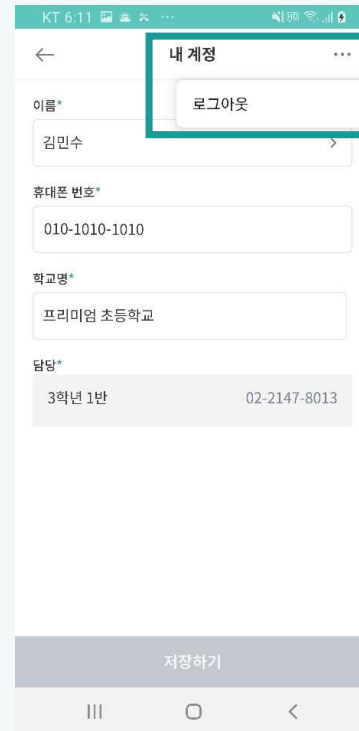 KT 6:11
내 계정
로그아웃
이름*
김민수
휴대폰 번호*
010-1010-1010
학교명*
프리미엄 초등학교
담당*
3학년 1반 02-2147-8013
저장하기